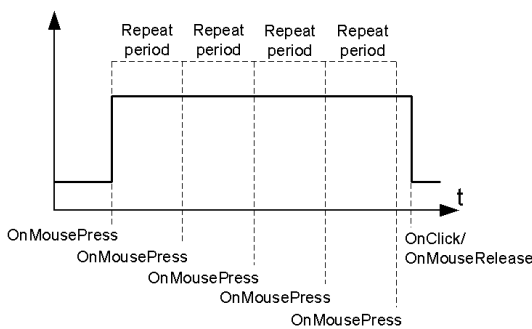 Repeat period
Repeat period
Repeat period
Repeat period
t
OnMousePress
OnMousePress
OnMousePress
OnMousePress
OnMousePress
OnClick/
OnMouseRelease